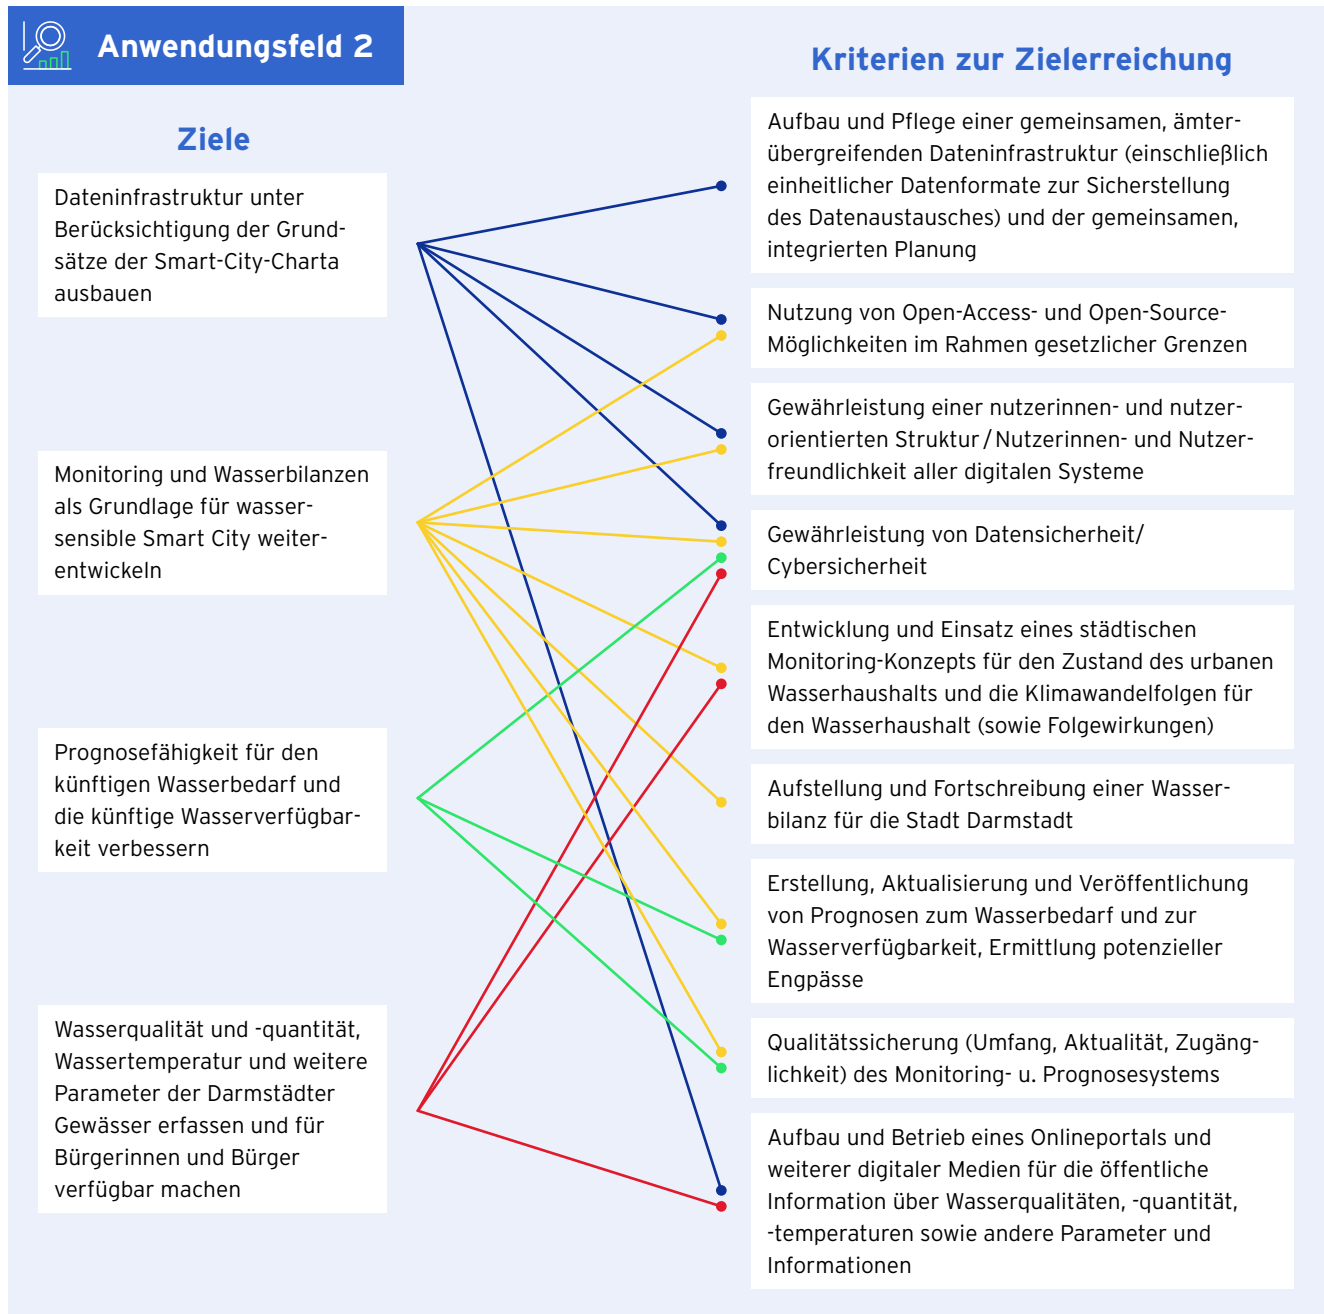 Anwendungsfeld 2
Ziele
Dateninfrastruktur unter
Berücksichtigung der Grund-
sätze der Smart-City-Charta
ausbauen
Monitoring und Wasserbilanzen
als Grundlage für wasser-
sensible Smart City weiter-
entwickeln
Prognosefähigkeit für den
künftigen Wasserbedarf und
die künftige Wasserverfügbar-
keit verbessern
Wasserqualität und -quantität,
Wassertemperatur und weitere
Parameter der Darmstädter
Gewässer erfassen und für
Bürgerinnen und Bürger
verfügbar machen
Kriterien zur Zielerreichung
Aufbau und Pflege einer gemeinsamen, ämter-
übergreifenden Dateninfrastruktur (einschließlich
einheitlicher Datenformate zur Sicherstellung
des Datenaustausches) und der gemeinsamen,
integrierten Planung
Nutzung von Open-Access- und Open-Source-
Möglichkeiten im Rahmen gesetzlicher Grenzen
Gewährleistung einer nutzerinnen- und nutzer-
orientierten Struktur / Nutzerinnen- und Nutzer-
freundlichkeit aller digitalen Systeme
Gewährleistung von Datensicherheit/
Cybersicherheit
Entwicklung und Einsatz eines städtischen
Monitoring-Konzepts für den Zustand des urbanen
Wasserhaushalts und die Klimawandelfolgen für
den Wasserhaushalt (sowie Folgewirkungen)
Aufstellung und Fortschreibung einer Wasser-
bilanz für die Stadt Darmstadt
Erstellung, Aktualisierung und Veröffentlichung
von Prognosen zum Wasserbedarf und zur
Wasserverfügbarkeit, Ermittlung potenzieller
Engpässe
Qualitätssicherung (Umfang, Aktualität, Zugäng-
lichkeit) des Monitoring- u. Prognosesystems
Aufbau und Betrieb eines Onlineportals und
weiterer digitaler Medien für die öffentliche
Information über Wasserqualitäten, -quantität,
-temperaturen sowie andere Parameter und
Informationen